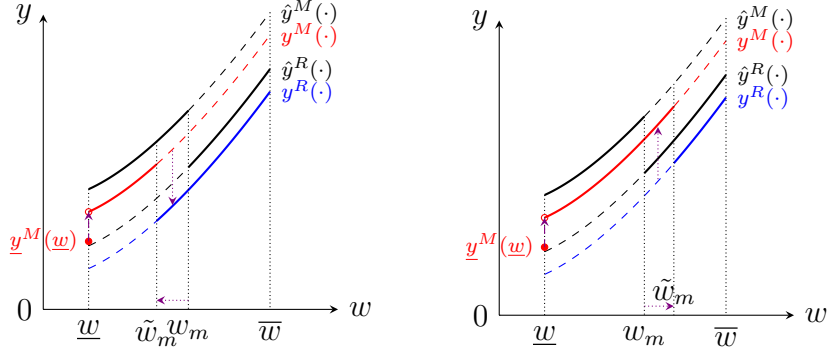 y
ŷ^M(·)
y^M(·)
ŷ^R(·)
y^R(·)
y̲^M(w̲)
0
w̲
w̃_m
w_m
w̅
w
y
ŷ^M(·)
y^M(·)
ŷ^R(·)
y^R(·)
y̲^M(w̲)
w̃_m
0
w̲
w_m
w̅
w